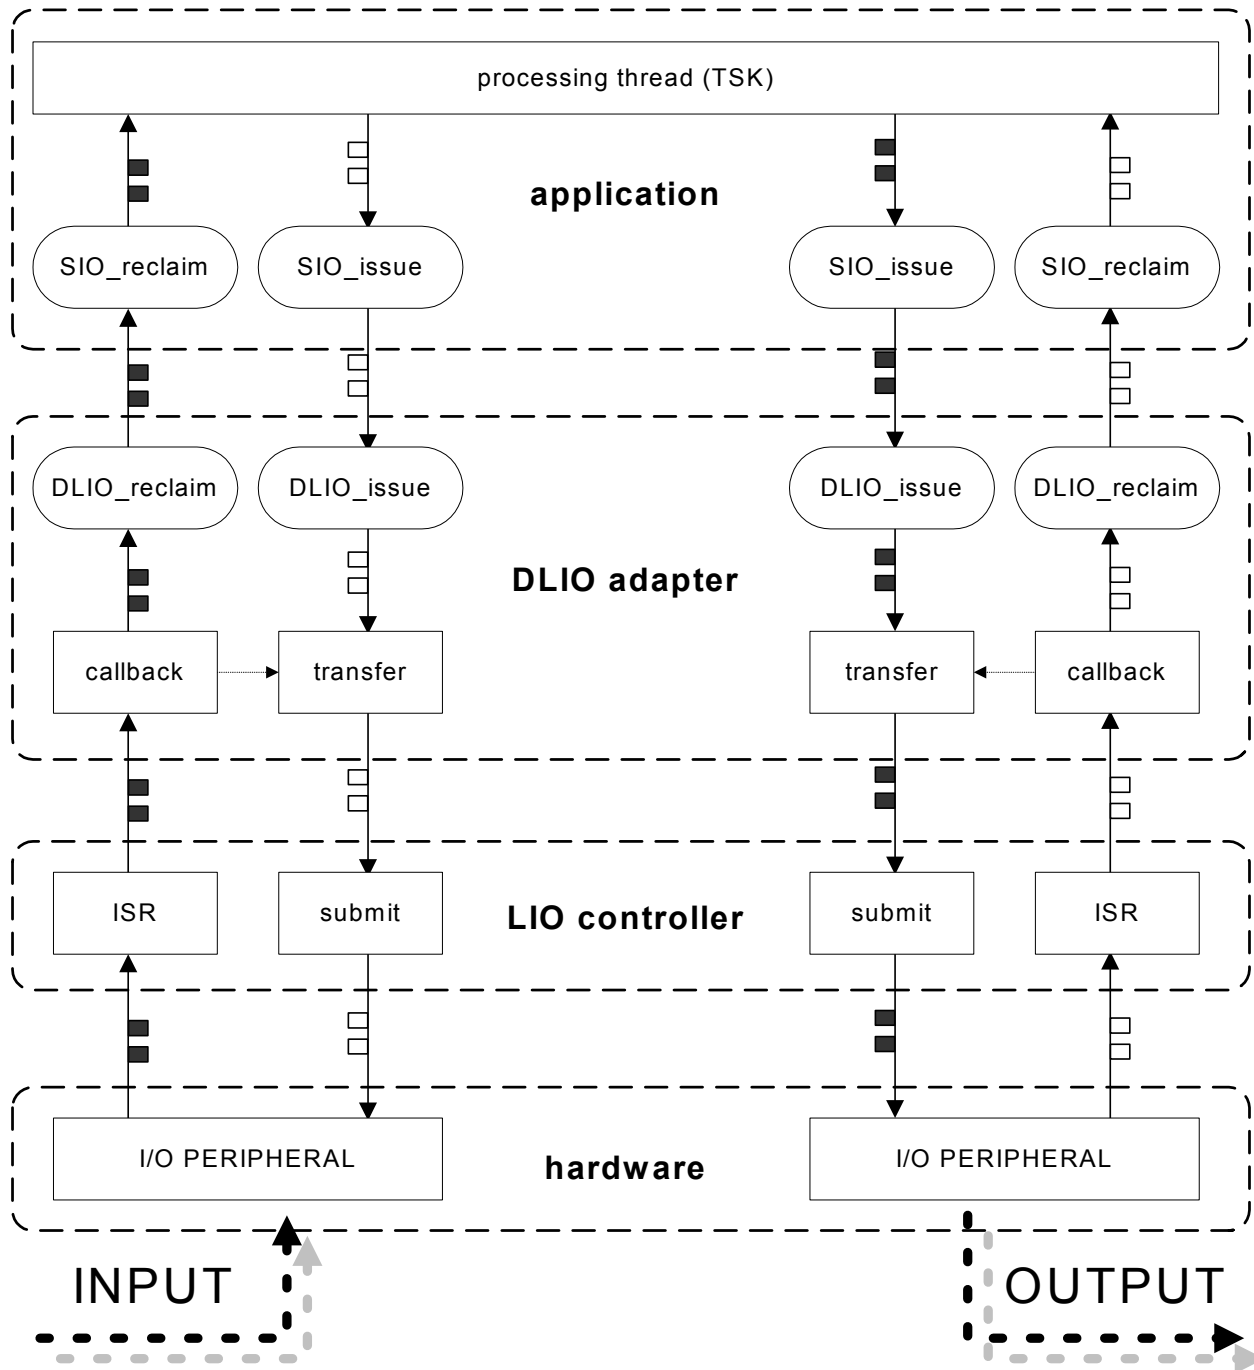 processing thread (TSK)
application
SIO_reclaim
SIO_issue
SIO_issue
SIO_reclaim
DLIO_reclaim
DLIO_issue
DLIO_issue
DLIO_reclaim
DLIO adapter
callback
transfer
transfer
callback
ISR
submit
LIO controller
submit
ISR
I/O PERIPHERAL
hardware
I/O PERIPHERAL
INPUT
OUTPUT